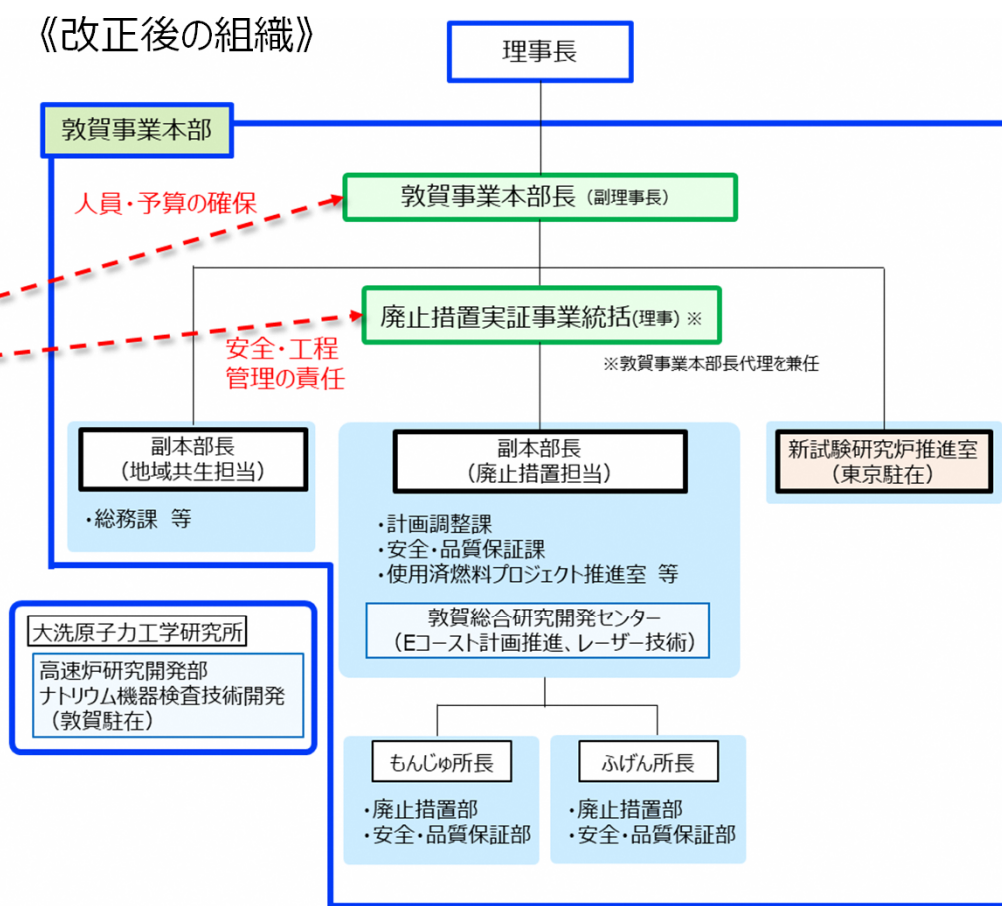 《改正後の組織》
理事長
敦賀事業本部
人員・予算の確保
敦賀事業本部長(副理事長)
廃止措置実証事業統括(理事)※
安全・工程
管理の責任
※敦賀事業本部長代理を兼任
副本部長
(地域共生担当)
・総務課 等
副本部長
(廃止措置担当)
・計画調整課
・安全・品質保証課
・使用済燃料プロジェクト推進室 等
敦賀総合研究開発センター
(Eコースト計画推進、レーザー技術)
新試験研究炉推進室
(東京駐在)
大洗原子力工学研究所
高速炉研究開発部
ナトリウム機器検査技術開発
(敦賀駐在)
もんじゅ所長
・廃止措置部
・安全・品質保証部
ふげん所長
・廃止措置部
・安全・品質保証部